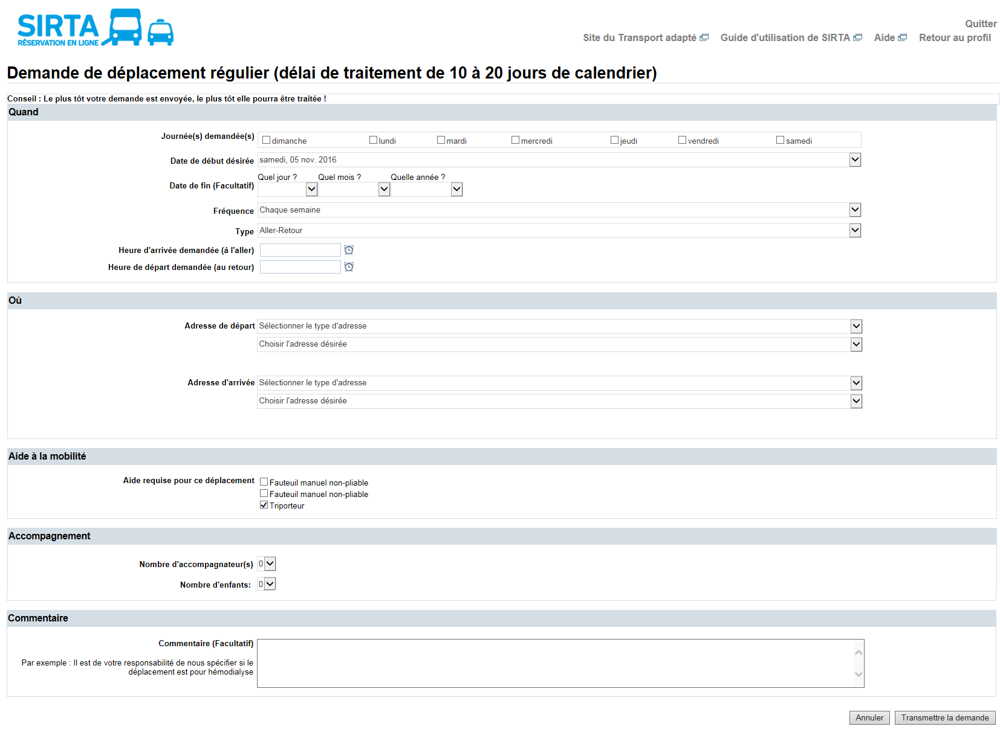 SIRTA
RÉSERVATION EN LIGNE
Quitter
Site du Transport adapté Guide d'utilisation de SIRTA Aide Retour au profil
Demande de déplacement régulier (délai de traitement de 10 à 20 jours de calendrier)
Conseil : Le plus tôt votre demande est envoyée, le plus tôt elle pourra être traitée !
Quand
Journée(s) demandée(s) dimanche lundi mardi mercredi jeudi vendredi samedi
Date de début désirée samedi, 05 nov. 2016
Quel jour ? Quel mois ? Quelle année ?
Date de fin (Facultatif)
Fréquence Chaque semaine
Type Aller-Retour
Heure d'arrivée demandée (à l'aller)
Heure de départ demandée (au retour)
Où
Adresse de départ Sélectionner le type d'adresse
Choisir l'adresse désirée
Adresse d'arrivée Sélectionner le type d'adresse
Choisir l'adresse désirée
Aide à la mobilité
Aide requise pour ce déplacement Fauteuil manuel non-pliable
Fauteuil manuel non-pliable
Triporteur
Accompagnement
Nombre d'accompagnateur(s) 0
Nombre d'enfants: 0
Commentaire
Commentaire (Facultatif)
Par exemple : Il est de votre responsabilité de nous spécifier si le
déplacement est pour hémodialyse
Annuler Transmettre la demande